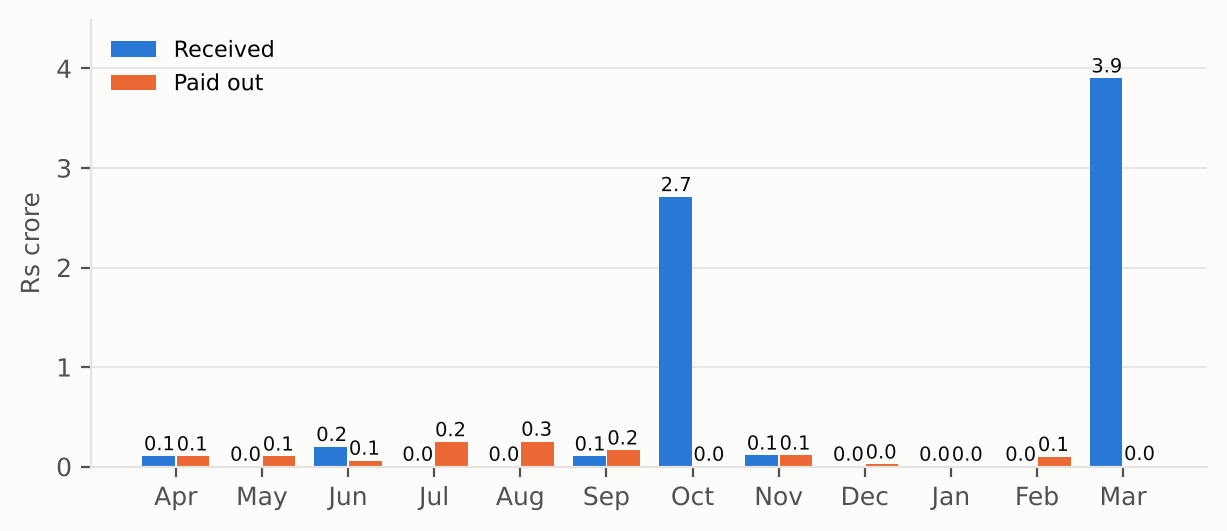 Received
Paid out
Rs crore
4
3
2
1
0
0.1 0.1 0.0 0.1 0.2 0.1 0.0 0.2 0.0 0.3 0.1 0.2 2.7 0.0 0.1 0.1 0.0 0.0 0.0 0.0 0.0 0.1 3.9 0.0
Apr May Jun Jul Aug Sep Oct Nov Dec Jan Feb Mar